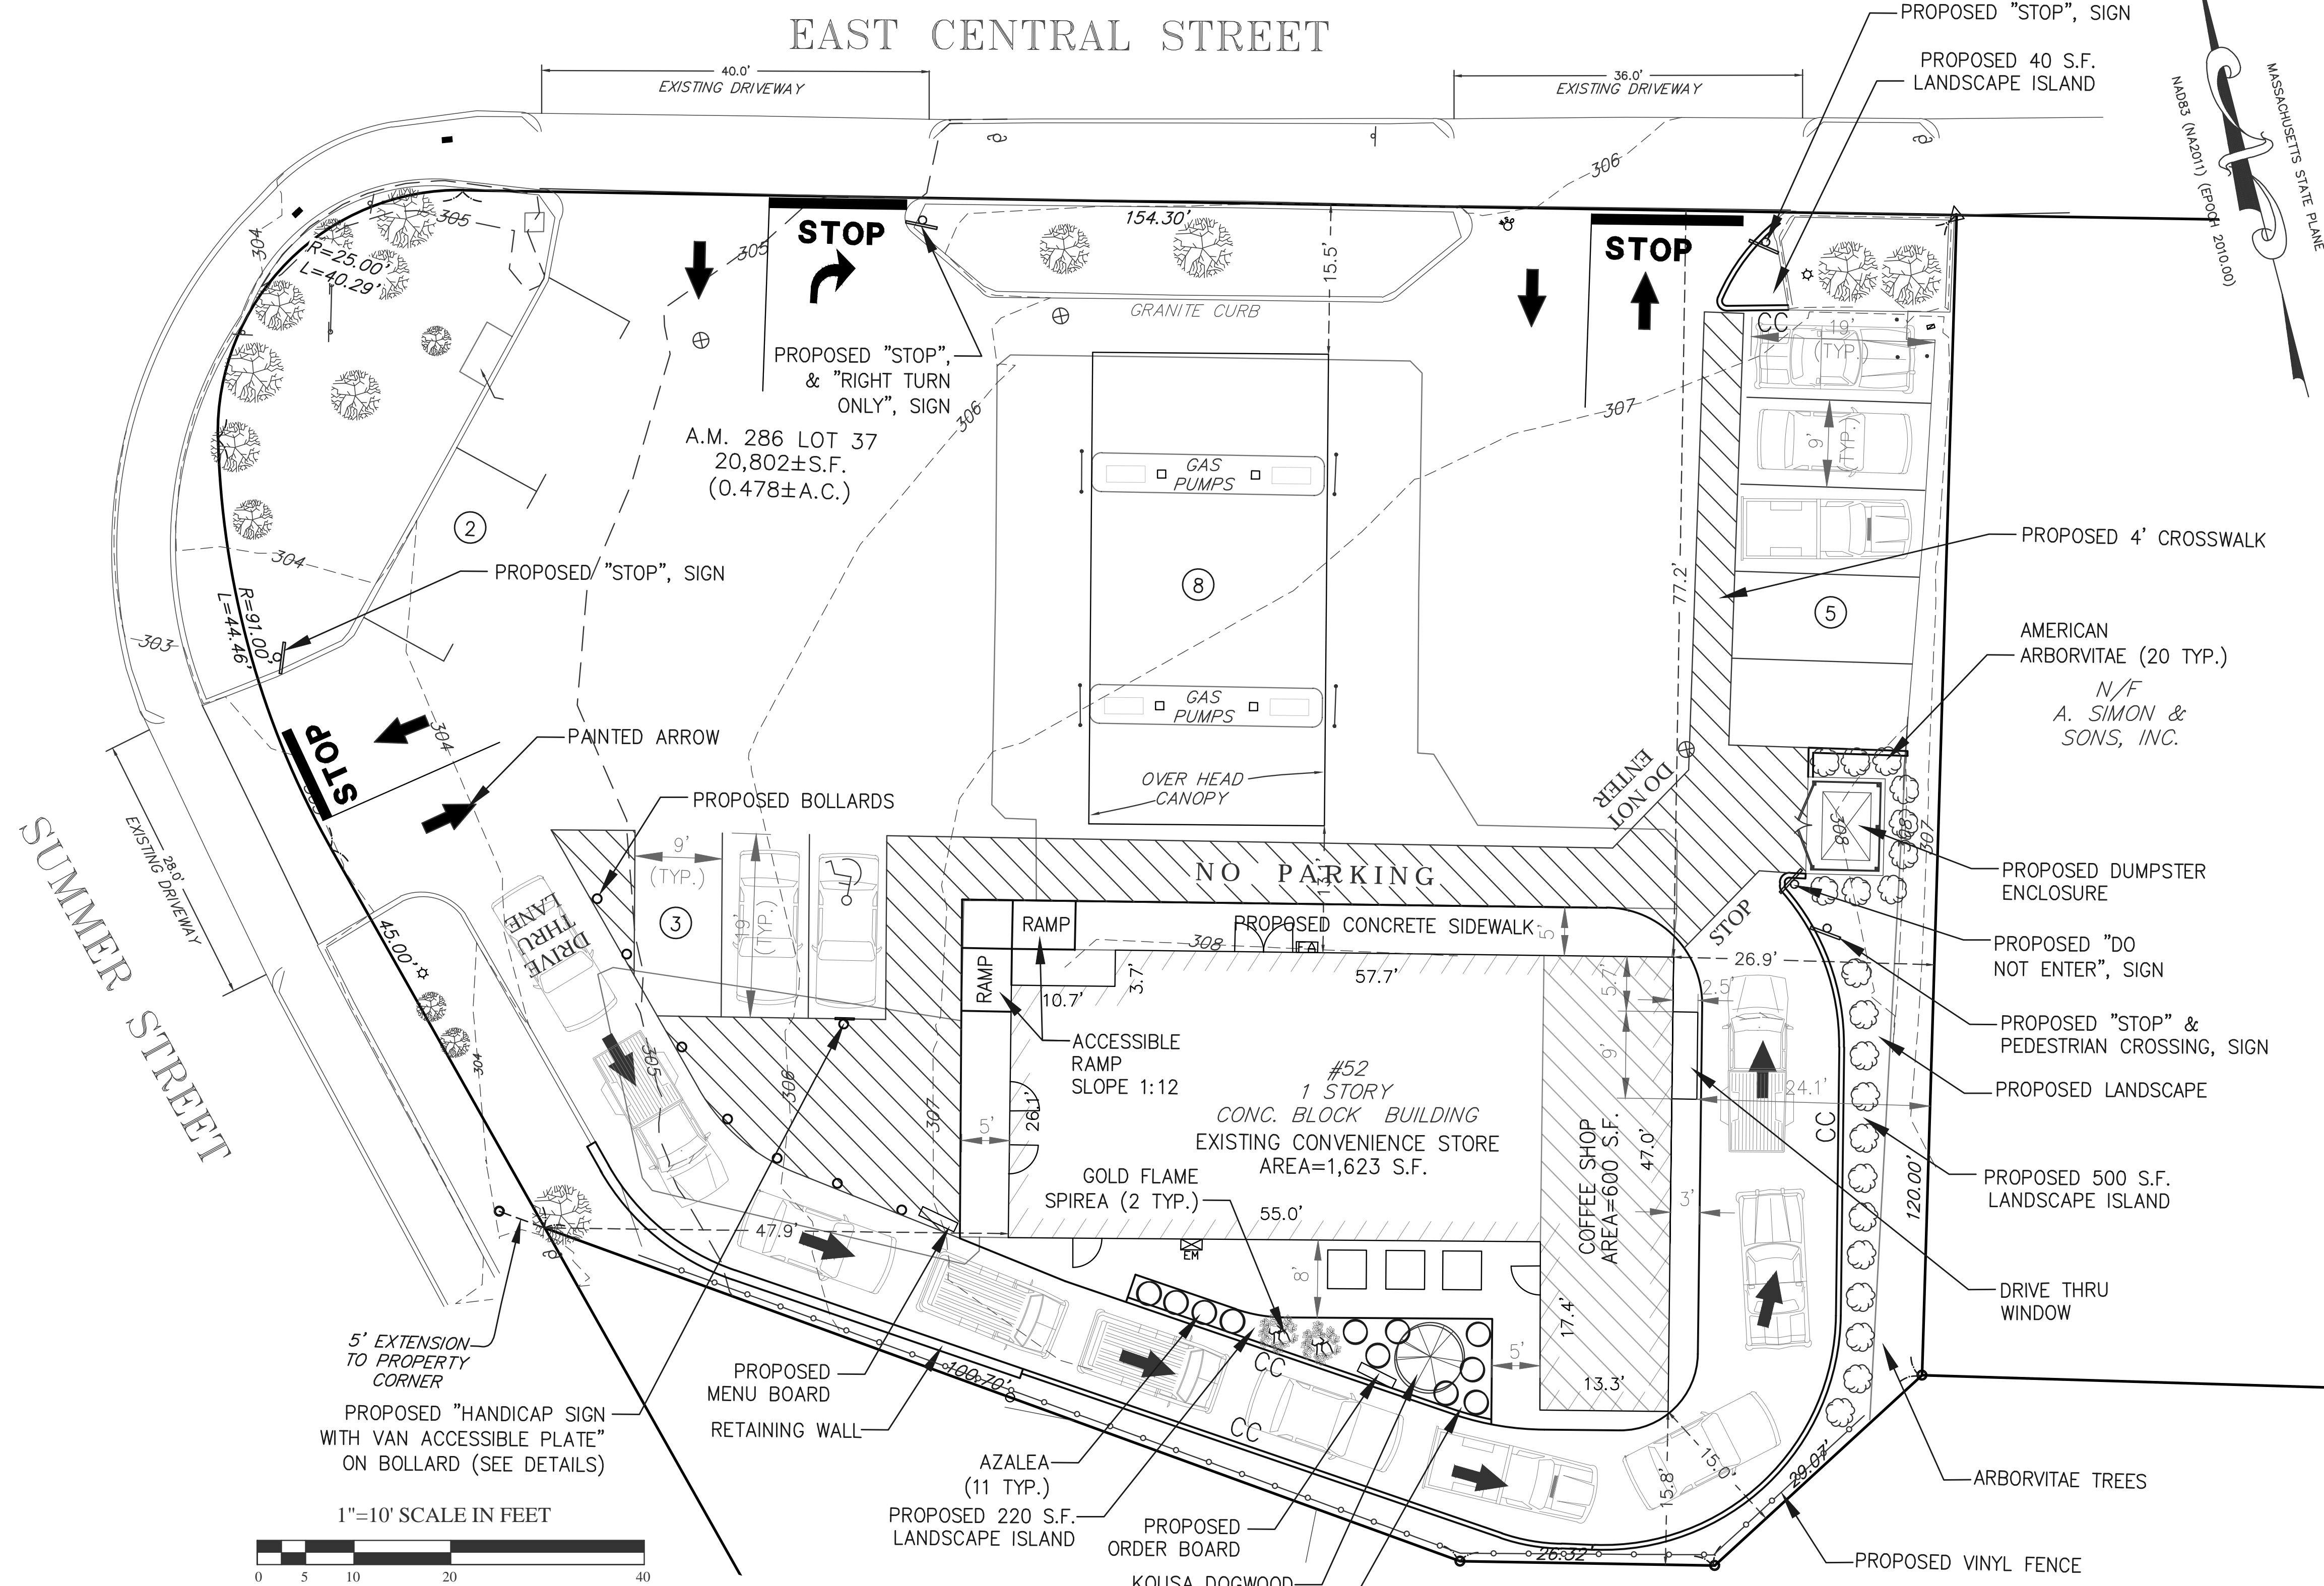 EAST CENTRAL STREET
PROPOSED "STOP", SIGN
PROPOSED 40 S.F.
LANDSCAPE ISLAND
MASSACHUSETTS STATE PLANE
NAD83 (NA2011) (EPOCH 2010.00)
40.0'
EXISTING DRIVEWAY
36.0'
EXISTING DRIVEWAY
306
305
304
R=25.00'
L=40.29'
305
STOP
154.30'
15.5'
STOP
GRANITE CURB
CC
19'
(TYP.)
PROPOSED "STOP",
& "RIGHT TURN
ONLY", SIGN
306
307
9'
(TYP.)
A.M. 286 LOT 37
20,802±S.F.
(0.478±A.C.)
GAS
PUMPS
2
304
PROPOSED "STOP", SIGN
8
77.2'
PROPOSED 4' CROSSWALK
5
R=91.00'
L=44.46'
303
AMERICAN
ARBORVITAE (20 TYP.)
N/F
A. SIMON &
SONS, INC.
GAS
PUMPS
STOP
304
PAINTED ARROW
303
28.0'
EXISTING DRIVEWAY
SUMMER STREET
OVER HEAD
CANOPY
DO NOT
ENTER
PROPOSED BOLLARDS
308
308
307
PROPOSED DUMPSTER
ENCLOSURE
9'
(TYP.)
NO PARKING
13.1'
DRIVE
THRU
LANE
3
19'
(TYP.)
RAMP
PROPOSED CONCRETE SIDEWALK
5'
STOP
308
EA
26.9'
PROPOSED "DO
NOT ENTER", SIGN
45.00'
RAMP
10.7'
3.7'
57.7'
5.7'
2.5'
PROPOSED "STOP" &
PEDESTRIAN CROSSING, SIGN
304
305
306
307
ACCESSIBLE
RAMP
SLOPE 1:12
5'
26.1'
#52
1 STORY
CONC. BLOCK BUILDING
EXISTING CONVENIENCE STORE
AREA=1,623 S.F.
9'
24.1'
CC
PROPOSED LANDSCAPE
COFFEE SHOP
AREA=600 S.F.
47.0'
GOLD FLAME
SPIREA (2 TYP.)
3'
120.00'
PROPOSED 500 S.F.
LANDSCAPE ISLAND
55.0'
47.9'
EM
8'
17.4'
DRIVE THRU
WINDOW
5' EXTENSION
TO PROPERTY
CORNER
PROPOSED
MENU BOARD
100.70'
CC
CC
5'
13.3'
PROPOSED "HANDICAP SIGN
WITH VAN ACCESSIBLE PLATE"
ON BOLLARD (SEE DETAILS)
RETAINING WALL
AZALEA
(11 TYP.)
15.8'
15.0'
29.07'
ARBORVITAE TREES
PROPOSED 220 S.F.
LANDSCAPE ISLAND
PROPOSED
ORDER BOARD
26.32'
PROPOSED VINYL FENCE
KOUSA DOGWOOD
1"=10' SCALE IN FEET
0 5 10 20 40